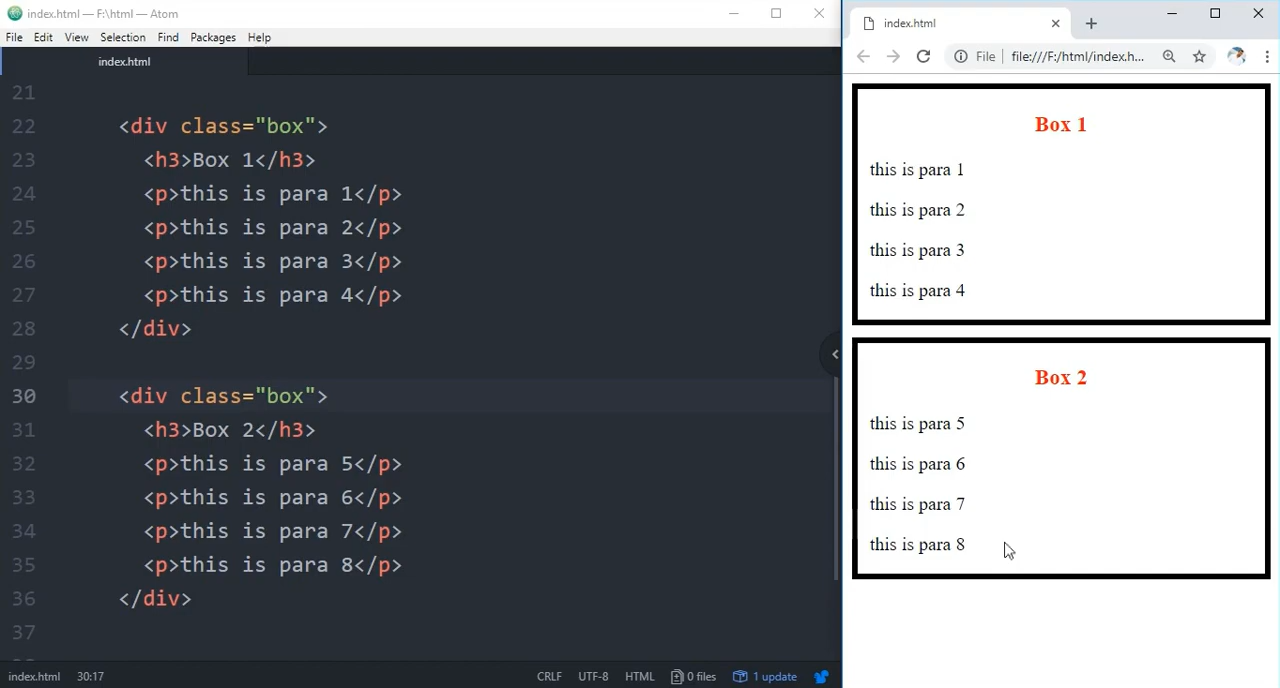 index.html — F:\html — Atom
File Edit View Selection Find Packages Help
index.html
21
22 <div class="box">
23 <h3>Box 1</h3>
24 <p>this is para 1</p>
25 <p>this is para 2</p>
26 <p>this is para 3</p>
27 <p>this is para 4</p>
28 </div>
29
30 <div class="box">
31 <h3>Box 2</h3>
32 <p>this is para 5</p>
33 <p>this is para 6</p>
34 <p>this is para 7</p>
35 <p>this is para 8</p>
36 </div>
37
index.html 30:17 CRLF UTF-8 HTML 0 files 1 update
index.html
File file:///F:/html/index.h...
Box 1
this is para 1
this is para 2
this is para 3
this is para 4
Box 2
this is para 5
this is para 6
this is para 7
this is para 8